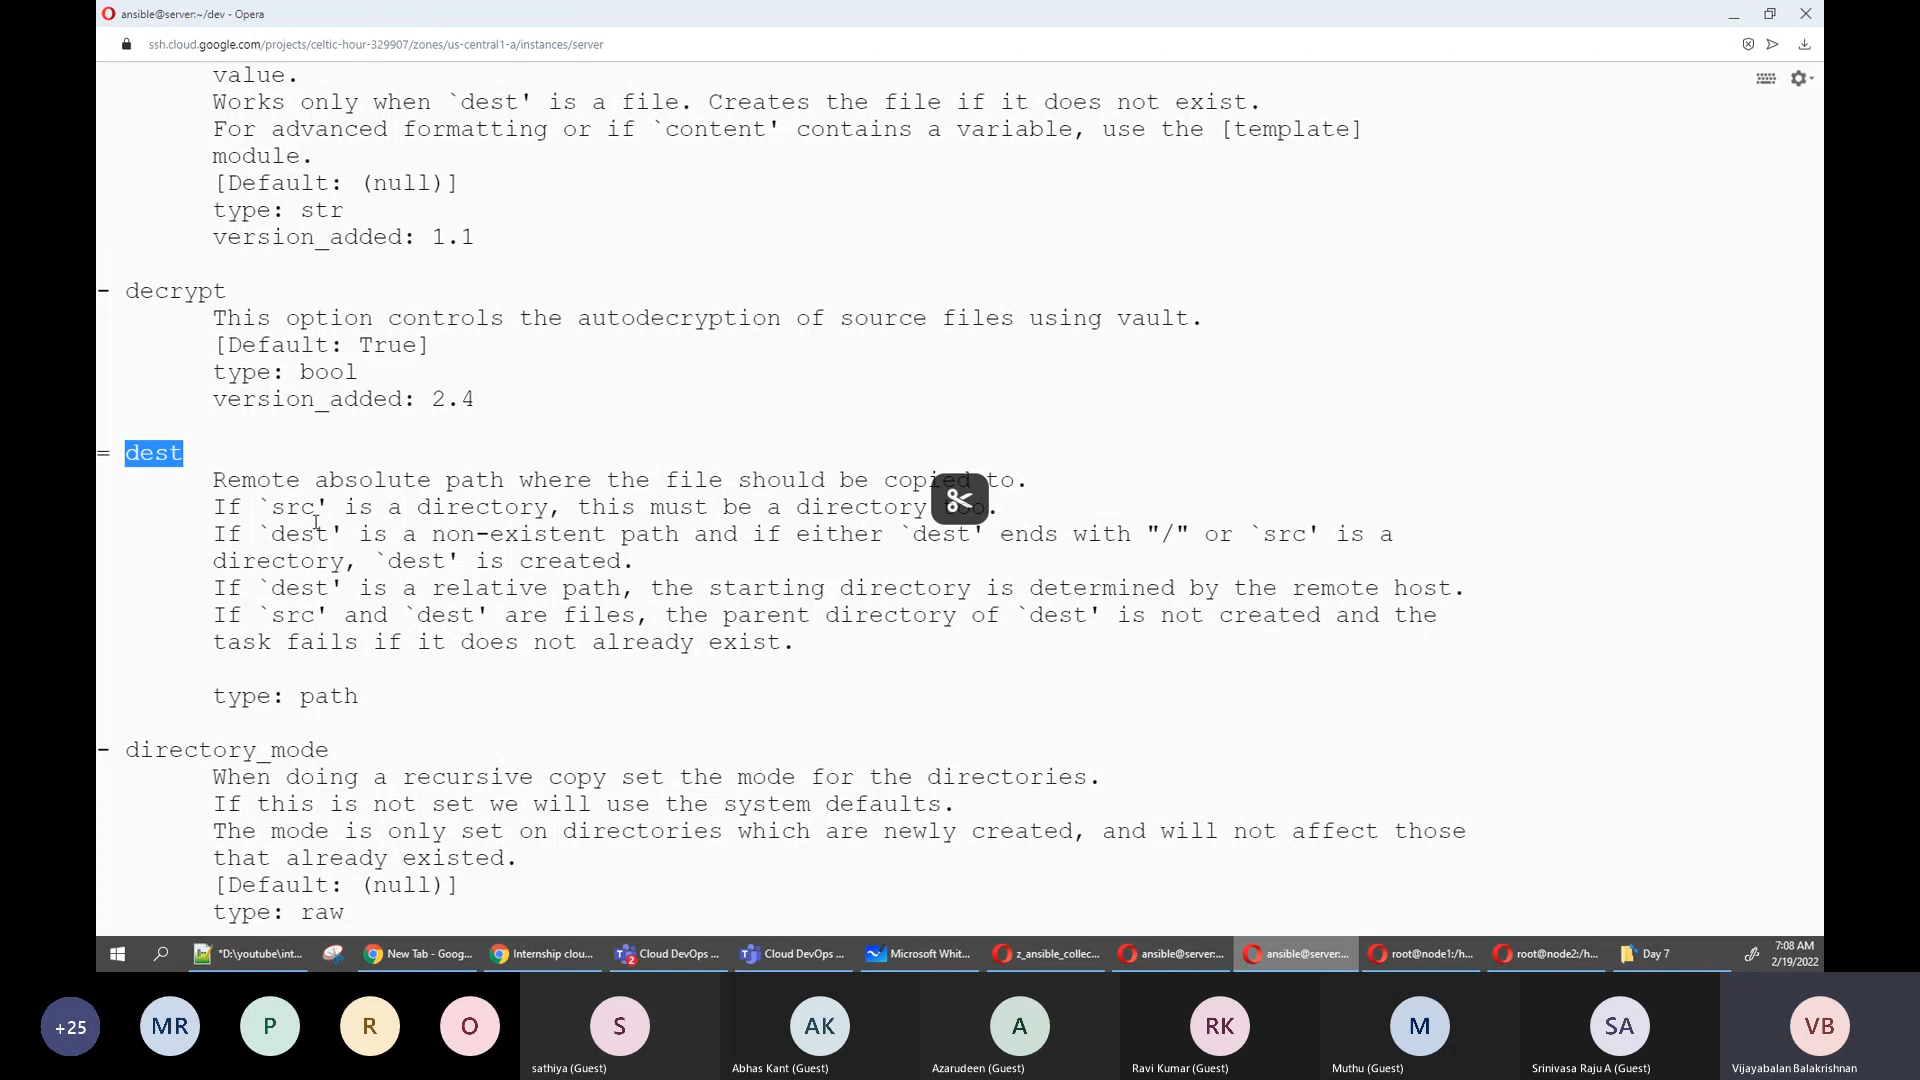 ansible@server:~/dev - Opera
ssh.cloud.google.com/projects/celtic-hour-329907/zones/us-central1-a/instances/server
value.
Works only when `dest' is a file. Creates the file if it does not exist.
For advanced formatting or if `content' contains a variable, use the [template]
module.
[Default: (null)]
type: str
version_added: 1.1
- decrypt
This option controls the autodecryption of source files using vault.
[Default: True]
type: bool
version_added: 2.4
= dest
Remote absolute path where the file should be copied to.
If `src' is a directory, this must be a directory too.
If `dest' is a non-existent path and if either `dest' ends with "/" or `src' is a
directory, `dest' is created.
If `dest' is a relative path, the starting directory is determined by the remote host.
If `src' and `dest' are files, the parent directory of `dest' is not created and the
task fails if it does not already exist.
type: path
- directory_mode
When doing a recursive copy set the mode for the directories.
If this is not set we will use the system defaults.
The mode is only set on directories which are newly created, and will not affect those
that already existed.
[Default: (null)]
type: raw
*D:\youtube\int... New Tab - Goog... Internship clou... 2 Cloud DevOps ... Cloud DevOps ... Microsoft Whit... z_ansible_collec... ansible@server:... ansible@server:... root@node1:/h... root@node2:/h... Day 7 7:08 AM
2/19/2022
+25 MR P R O S AK A RK M SA VB
sathiya (Guest) Abhas Kant (Guest) Azarudeen (Guest) Ravi Kumar (Guest) Muthu (Guest) Srinivasa Raju A (Guest) Vijayabalan Balakrishnan